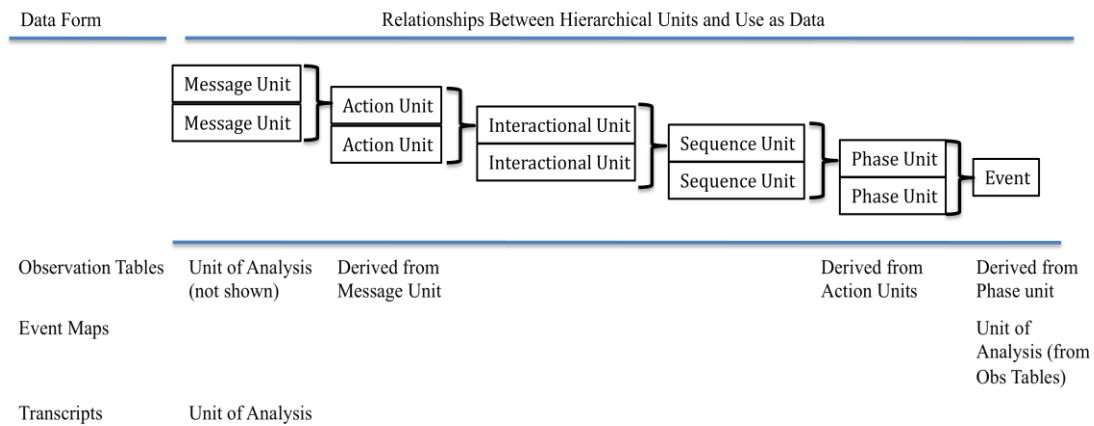 Data Form
Relationships Between Hierarchical Units and Use as Data
Message Unit
Message Unit
Action Unit
Action Unit
Interactional Unit
Interactional Unit
Sequence Unit
Sequence Unit
Phase Unit
Phase Unit
Event
Observation Tables
Unit of Analysis
(not shown)
Derived from
Message Unit
Derived from
Action Units
Derived from
Phase unit
Event Maps
Unit of
Analysis (from
Obs Tables)
Transcripts
Unit of Analysis